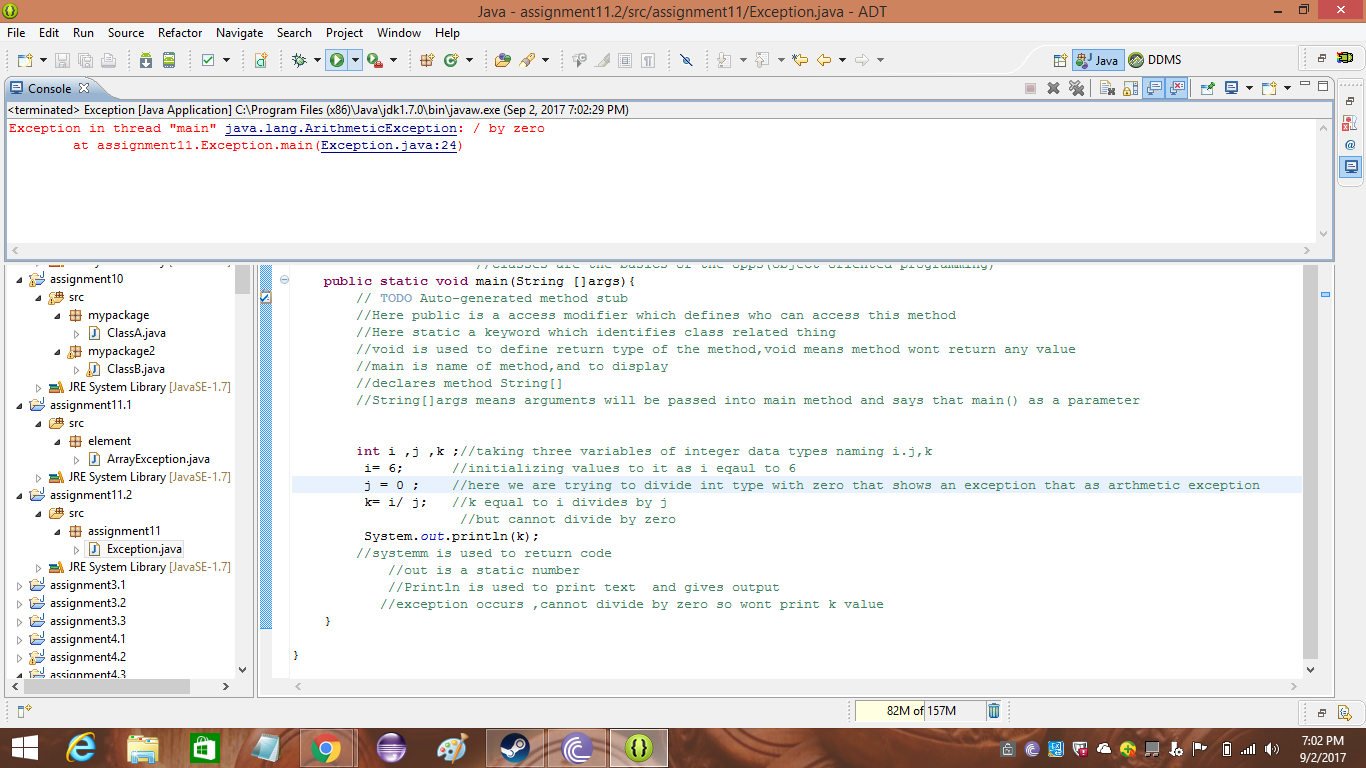 Java - assignment11.2/src/assignment11/Exception.java - ADT
File Edit Run Source Refactor Navigate Search Project Window Help
Java DDMS
Console
<terminated> Exception [Java Application] C:\Program Files (x86)\Java\jdk1.7.0\bin\javaw.exe (Sep 2, 2017 7:02:29 PM)
Exception in thread "main" java.lang.ArithmeticException: / by zero
at assignment11.Exception.main(Exception.java:24)
assignment10
src
mypackage
ClassA.java
mypackage2
ClassB.java
JRE System Library [JavaSE-1.7]
assignment11.1
src
element
ArrayException.java
JRE System Library [JavaSE-1.7]
assignment11.2
src
assignment11
Exception.java
JRE System Library [JavaSE-1.7]
assignment3.1
assignment3.2
assignment3.3
assignment4.1
assignment4.2
assignment4.3
//classes are the basics of the opps(object oriented programming)
public static void main(String []args){
// TODO Auto-generated method stub
//Here public is a access modifier which defines who can access this method
//Here static a keyword which identifies class related thing
//void is used to define return type of the method,void means method wont return any value
//main is name of method,and to display
//declares method String[]
//String[]args means arguments will be passed into main method and says that main() as a parameter
int i ,j ,k ;//taking three variables of integer data types naming i.j,k
i= 6; //initializing values to it as i eqaul to 6
j = 0 ; //here we are trying to divide int type with zero that shows an exception that as arthmetic exception
k= i/ j; //k equal to i divides by j
//but cannot divide by zero
System.out.println(k);
//systemm is used to return code
//out is a static number
//Println is used to print text and gives output
//exception occurs ,cannot divide by zero so wont print k value
}
}
82M of 157M
7:02 PM
9/2/2017